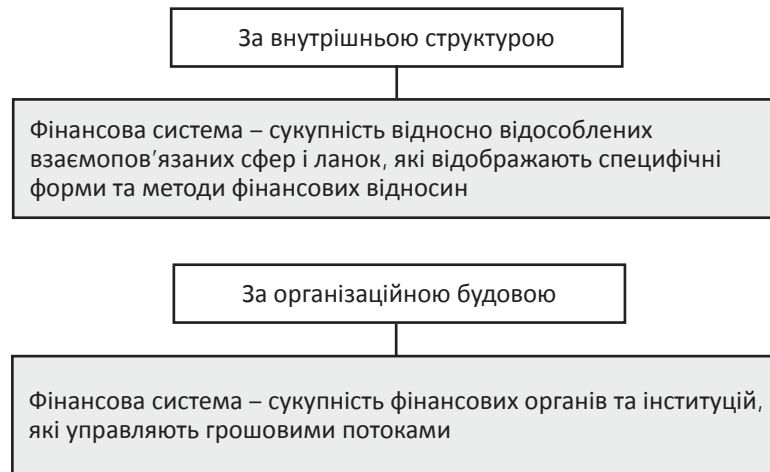 За внутрішньою структурою
Фінансова система – сукупність відносно відособлених
взаємопов’язаних сфер і ланок, які відображають специфічні
форми та методи фінансових відносин
За організаційною будовою
Фінансова система – сукупність фінансових органів та інституцій,
які управляють грошовими потоками